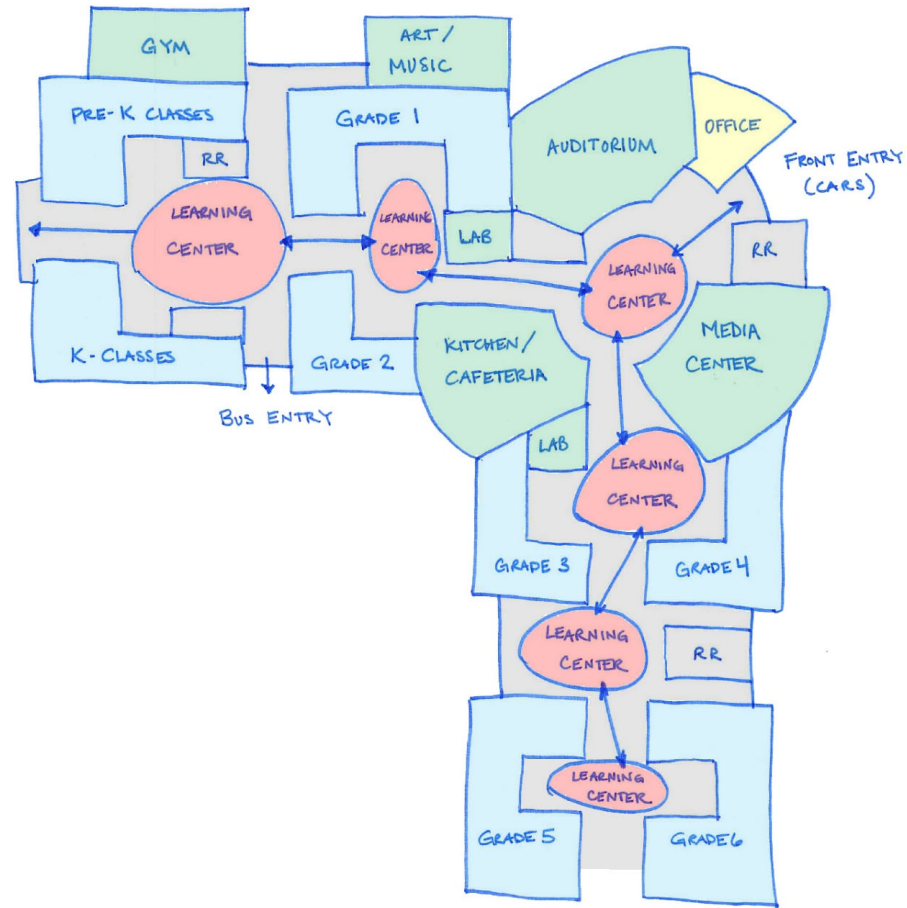 GYM
ART /
MUSIC
PRE-K CLASSES
GRADE 1
RR
AUDITORIUM
OFFICE
FRONT ENTRY
(CARS)
LEARNING
CENTER
LEARNING
CENTER
LAB
LEARNING
CENTER
RR
K-CLASSES
GRADE 2
KITCHEN/
CAFETERIA
MEDIA
CENTER
BUS ENTRY
LAB
LEARNING
CENTER
GRADE 3
GRADE 4
LEARNING
CENTER
RR
LEARNING
CENTER
GRADE 5
GRADE 6